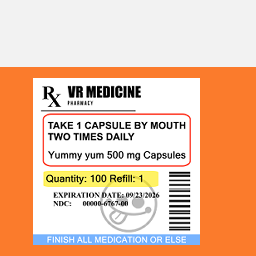 Rx VR MEDICINE
PHARMACY
TAKE 1 CAPSULE BY MOUTH
TWO TIMES DAILY
Yummy yum 500 mg Capsules
Quantity: 100 Refill: 1
EXPIRATION DATE: 09/23/2026
NDC: 00000-6767-00
FINISH ALL MEDICATION OR ELSE